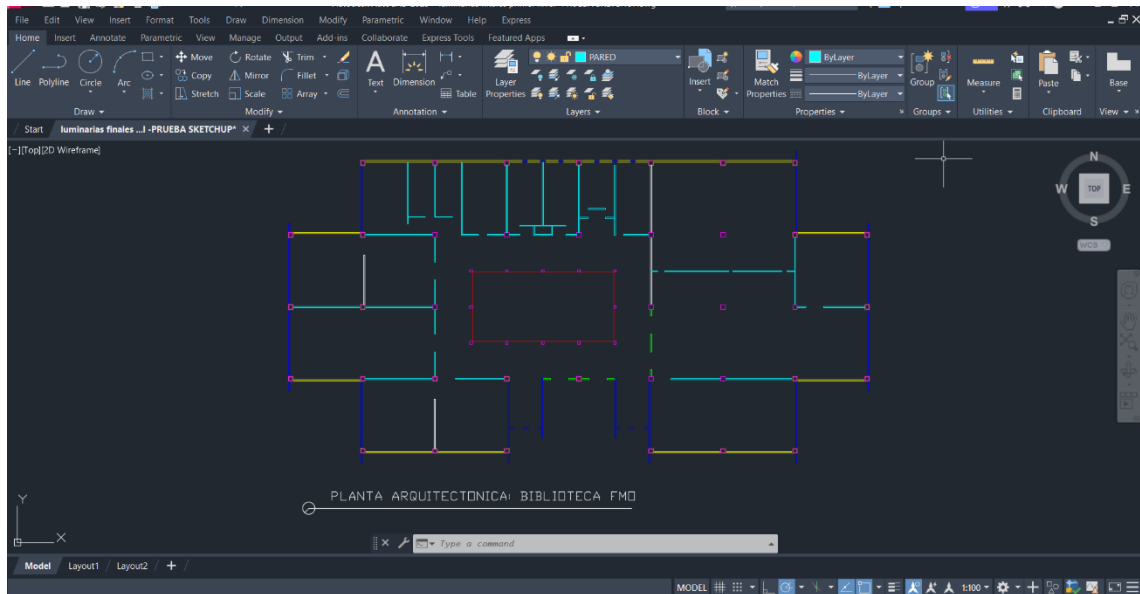 File Edit View Insert Format Tools Draw Dimension Modify Parametric Window Help Express
Home Insert Annotate Parametric View Manage Output Add-ins Collaborate Express Tools Featured Apps
Line Polyline Circle Arc
Move Rotate Trim
Copy Mirror Fillet
Stretch Scale Array
Text Dimension
Table
Layer Properties
PARED
Insert
Match Properties
ByLayer
ByLayer
ByLayer
Group
Measure
Paste
Base
Draw Modify Annotation Layers Block Properties Groups Utilities Clipboard View
Start luminarias finales ...I -PRUEBA SKETCHUP*
[−][Top][2D Wireframe]
N
W TOP E
S
WCS
PLANTA ARQUITECTONICA: BIBLIOTECA FMO
Y
X
Type a command
Model Layout1 Layout2 +
MODEL 1:100